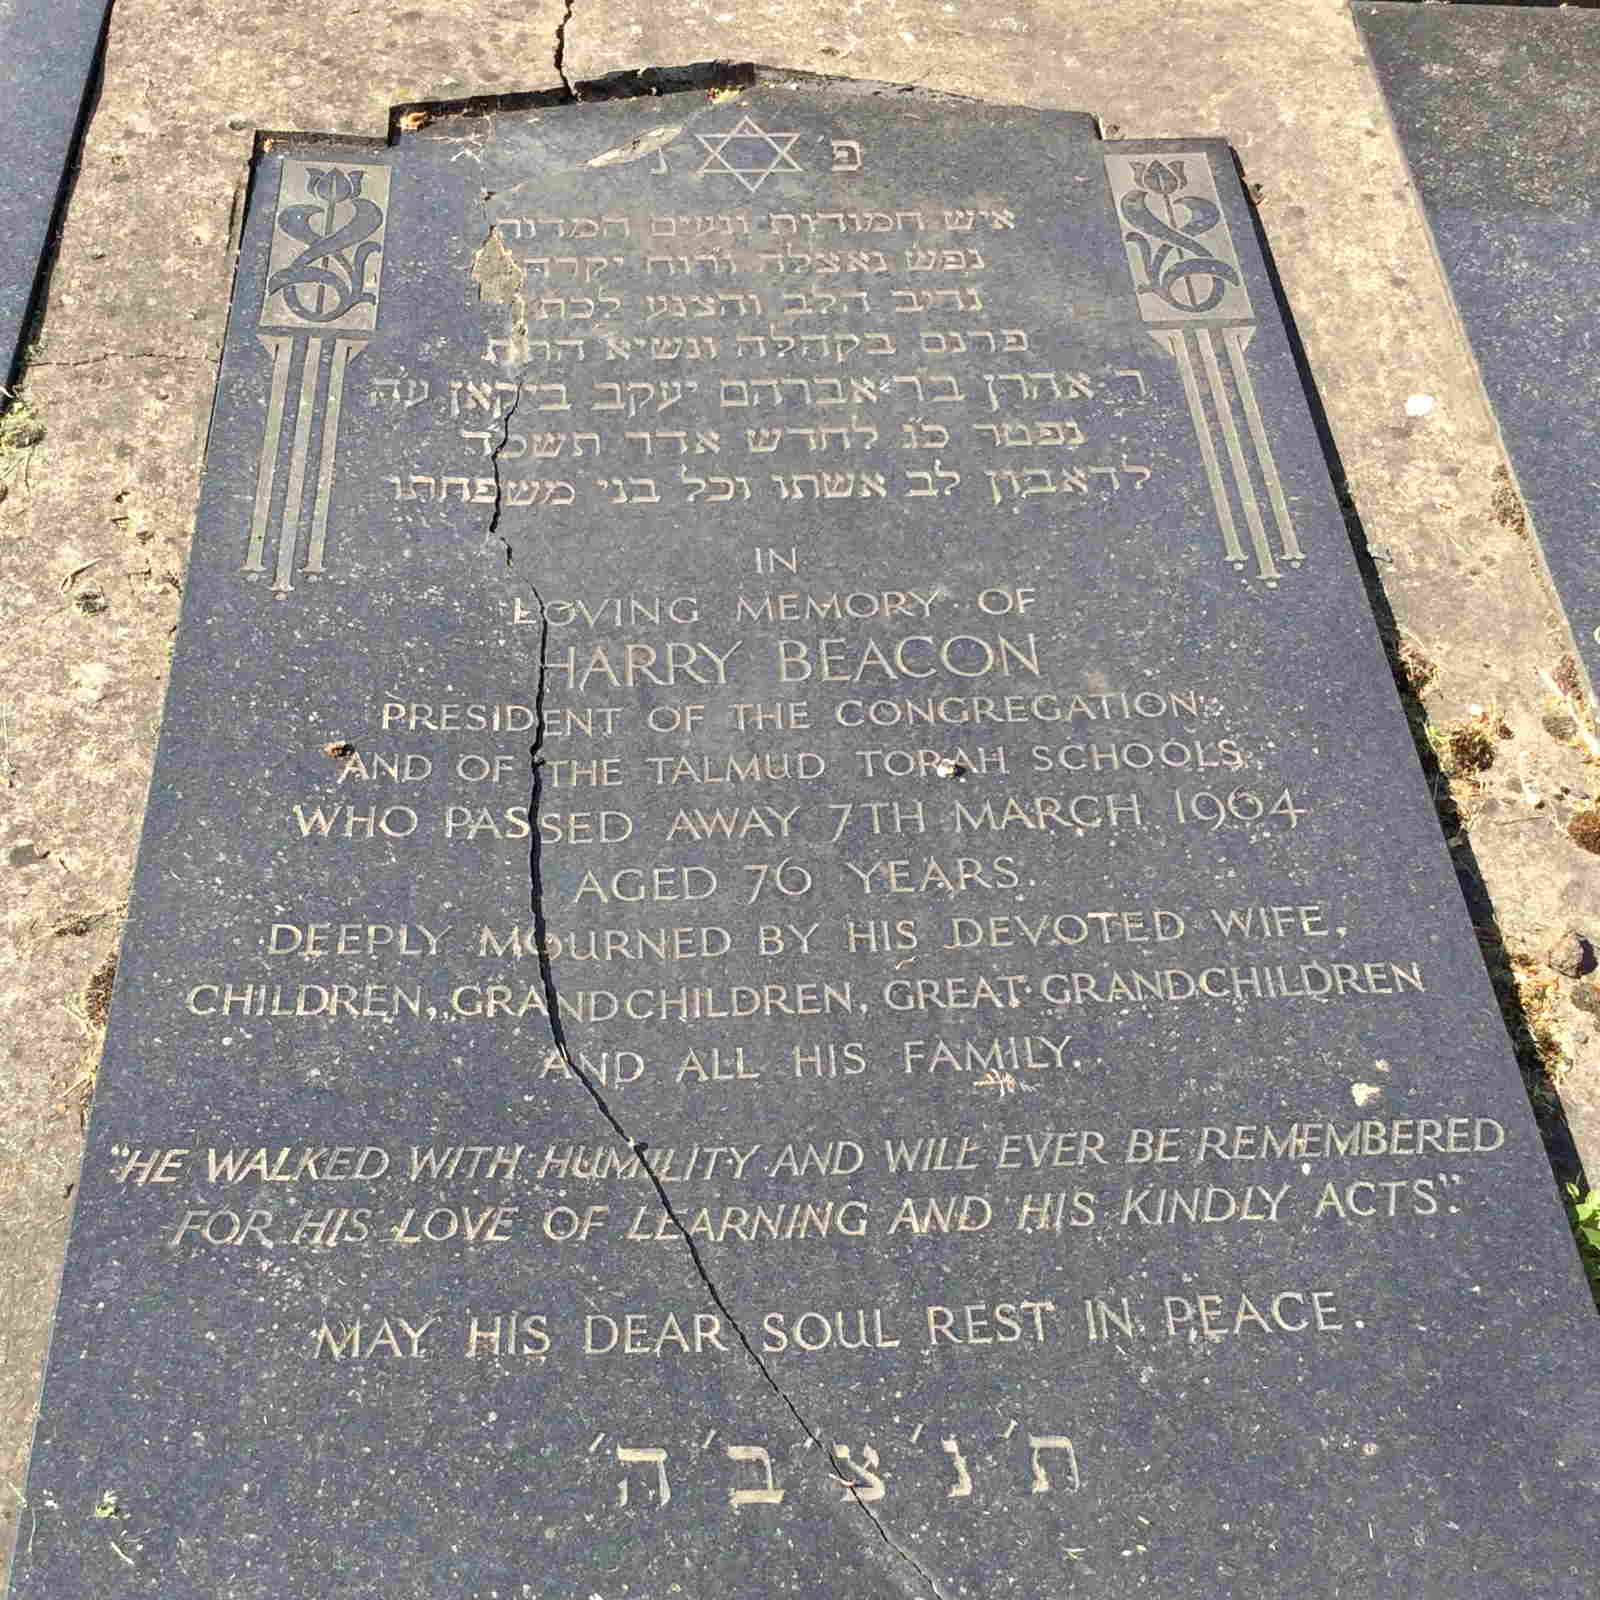 פ׳ נ
איש חמודות ונעים המדות
נפש נאצלה ורוח יקרה
נדיב הלב והצנע לכת
פרנס בקהלה ונשיא הת״ת
ר׳ אהרן בר אברהם יעקב ביקאן ע״ה
נפטר כ״ג לחדש אדר תשכ״ד
לדאבון לב אשתו וכל בני משפחתו
IN
LOVING MEMORY OF
HARRY BEACON
PRESIDENT OF THE CONGREGATION
AND OF THE TALMUD TORAH SCHOOLS,
WHO PASSED AWAY 7TH MARCH 1964
AGED 76 YEARS.
DEEPLY MOURNED BY HIS DEVOTED WIFE,
CHILDREN, GRANDCHILDREN, GREAT-GRANDCHILDREN
AND ALL HIS FAMILY.
"HE WALKED WITH HUMILITY AND WILL EVER BE REMEMBERED
FOR HIS LOVE OF LEARNING AND HIS KINDLY ACTS".
MAY HIS DEAR SOUL REST IN PEACE.
ת׳נ׳צ׳ב׳ה׳